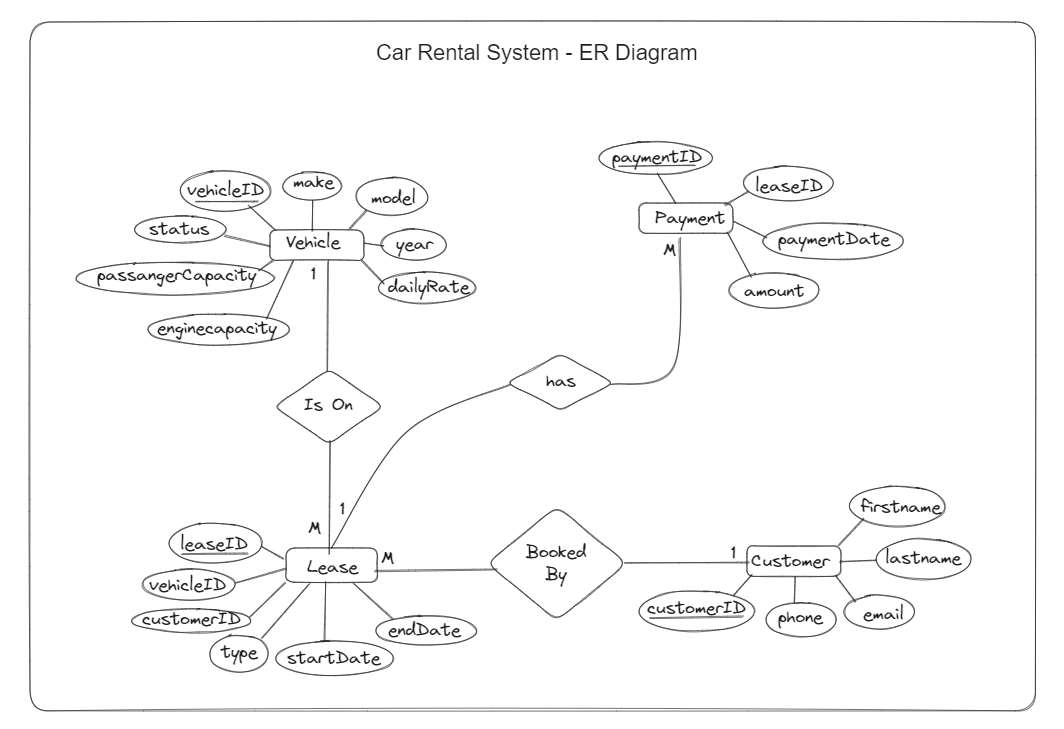 Car Rental System - ER Diagram
paymentID
make
vehicleID
model
leaseID
Payment
status
Vehicle
year
paymentDate
M
1
passangerCapacity
dailyRate
amount
enginecapacity
has
Is On
1
firstname
M
leaseID
M
Booked
By
1
Customer
lastname
Lease
vehicleID
customerID
customerID
phone
email
endDate
type
startDate